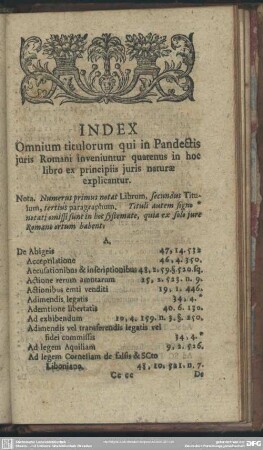 INDEX
Omnium titulorum qui in Pandectis
juris Romani inveniuntur quatenus in hoc
libro ex principiis juris naturæ
explicantur.
Nota. Numerus primus notat Librum, secundus Titu-
lum, tertius paragraphum. Tituli autem signo *
notati omissi sunt in hoc systemate, quia ex solo jure
Romano ortum habent.
A.
De Abigeis 47, 14. 512
Acceptilatione 46, 4. 350.
Accusationibus & inscriptionibus 48, 2. 59. §. 520. sq.
Actione rerum amotarum 25, 2. 523. n. 9.
Actionibus emti venditi 19, 1. 446.
Adimendis legatis 34. 4. *
Ademtione libertatis 40. 6. 130.
Ad exhibendum 10, 4. 159. n. 3. §. 250.
Adimendis vel transferendis legatis vel
fidei commissis 34. 4. *
Ad legem Aquiliam 9, 2. 516.
Ad legem Corneliam de falsis & SCtn
Liboniano 48, 10. 521. n. 7.
Cc cc De